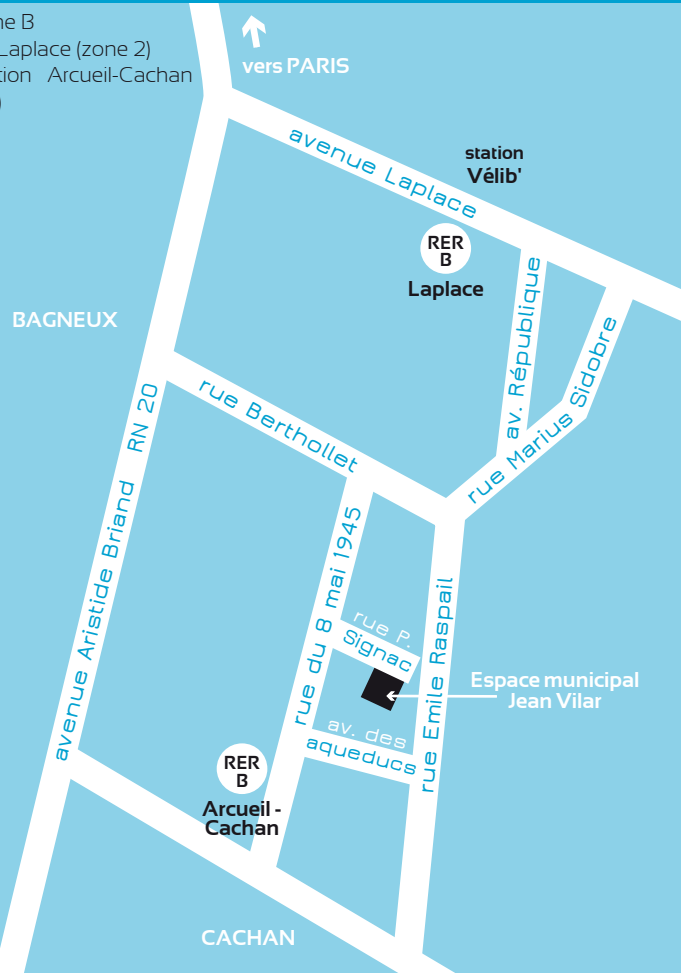 ne B
Laplace (zone 2)
tion Arcueil-Cachan
)
vers PARIS
avenue Laplace
station
Vélib'
RER
B
Laplace
BAGNEUX
av. République
rue Marius Sidobre
rue Berthollet
avenue Aristide Briand RN 20
rue du 8 mai 1945
rue P.
Signac
rue Emile Raspail
Espace municipal
Jean Vilar
av. des
aqueducs
RER
B
Arcueil -
Cachan
CACHAN